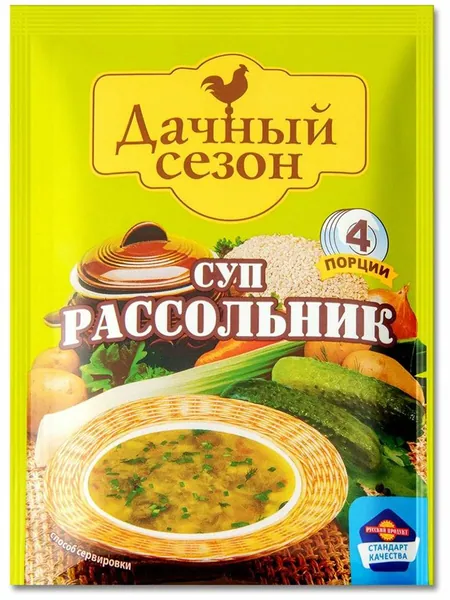 Дачный
сезон
4
ПОРЦИИ
СУП
РАССОЛЬНИК
РУССКИЙ ПРОДУКТ
СТАНДАРТ
КАЧЕСТВА
способ сервировки